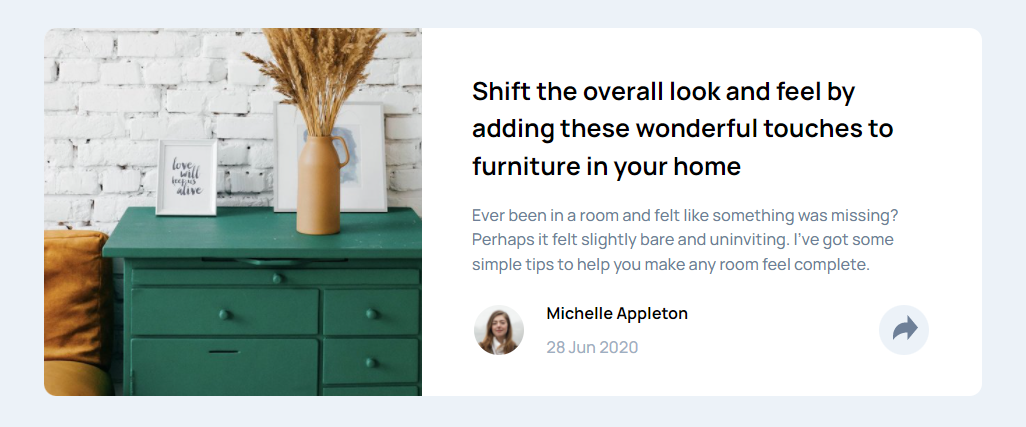 love
will
keep us
alive
Shift the overall look and feel by
adding these wonderful touches to
furniture in your home
Ever been in a room and felt like something was missing?
Perhaps it felt slightly bare and uninviting. I’ve got some
simple tips to help you make any room feel complete.
Michelle Appleton
28 Jun 2020